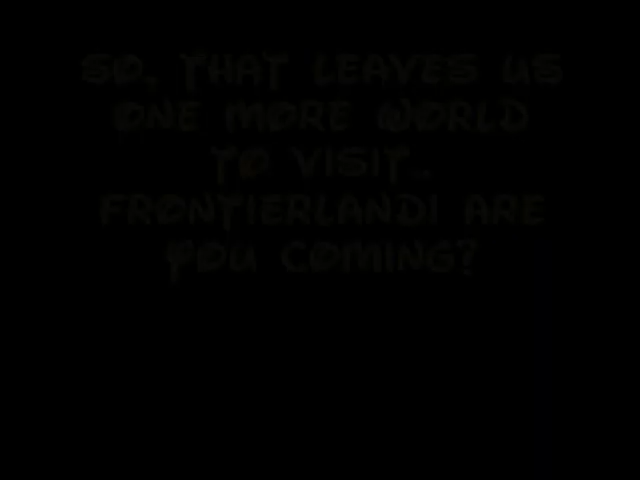 SO, THAT LEAVES US
ONE MORE WORLD
TO VISIT...
FRONTIERLAND! ARE
YOU COMING?